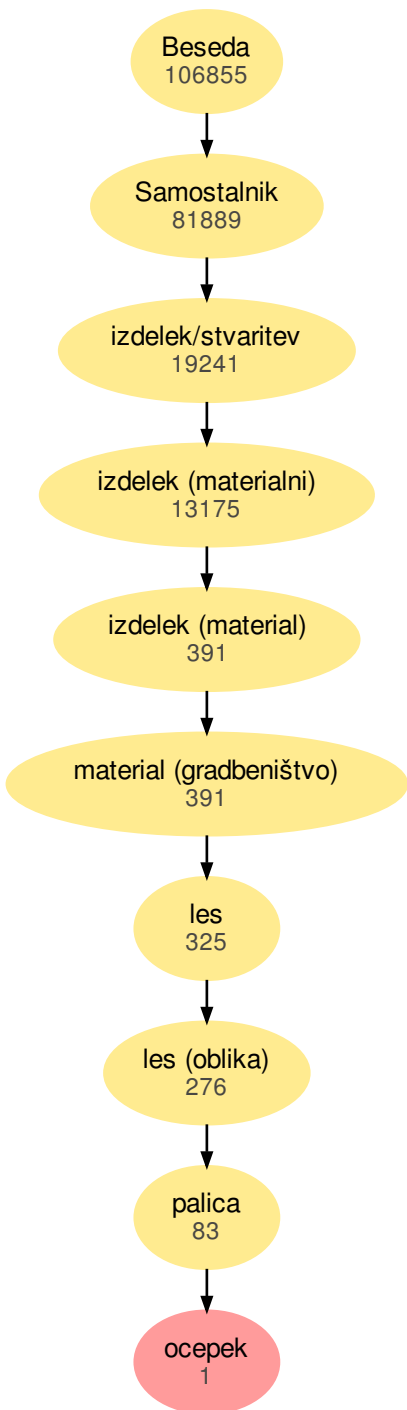 Beseda
106855
Samostalnik
81889
izdelek/stvaritev
19241
izdelek (materialni)
13175
izdelek (material)
391
material (gradbeništvo)
391
les
325
les (oblika)
276
palica
83
ocepek
1